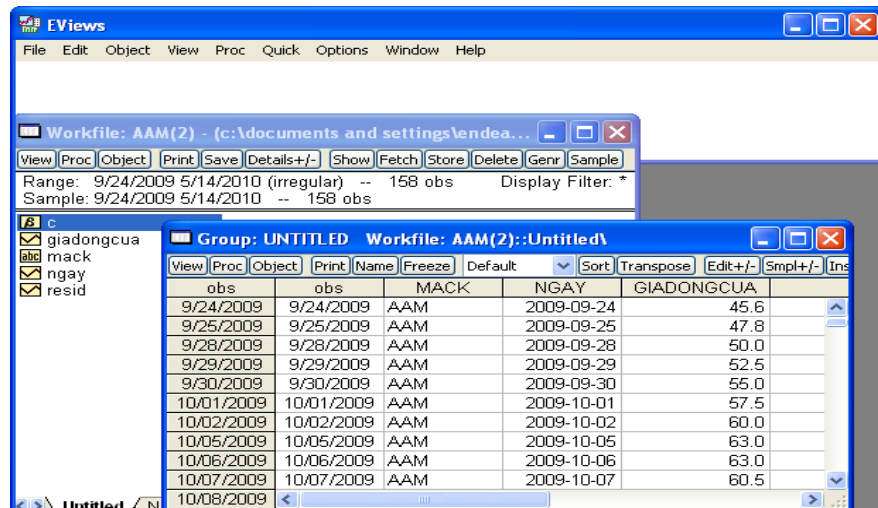 EViews
File Edit Object View Proc Quick Options Window Help
Workfile: AAM(2) - (c:\documents and settings\endea...
View Proc Object Print Save Details+/- Show Fetch Store Delete Genr Sample
Range: 9/24/2009 5/14/2010 (irregular) -- 158 obs Display Filter: *
Sample: 9/24/2009 5/14/2010 -- 158 obs
c
giadongcua
abc mack
ngay
resid
Group: UNTITLED Workfile: AAM(2)::Untitled\
View Proc Object Print Name Freeze Default Sort Transpose Edit+/- Smpl+/- Ins
obs obs MACK NGAY GIADONGCUA
9/24/2009 9/24/2009 AAM 2009-09-24 45.6
9/25/2009 9/25/2009 AAM 2009-09-25 47.8
9/28/2009 9/28/2009 AAM 2009-09-28 50.0
9/29/2009 9/29/2009 AAM 2009-09-29 52.5
9/30/2009 9/30/2009 AAM 2009-09-30 55.0
10/01/2009 10/01/2009 AAM 2009-10-01 57.5
10/02/2009 10/02/2009 AAM 2009-10-02 60.0
10/05/2009 10/05/2009 AAM 2009-10-05 63.0
10/06/2009 10/06/2009 AAM 2009-10-06 63.0
10/07/2009 10/07/2009 AAM 2009-10-07 60.5
10/08/2009
Untitled N